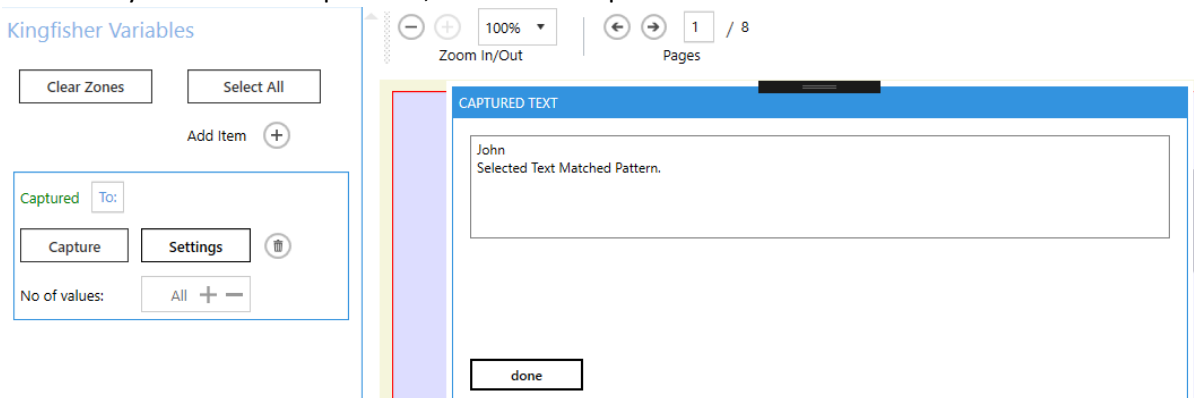 Kingfisher Variables
Clear Zones
Select All
Add Item
Captured To:
Capture
Settings
No of values: All
100%
1 / 8
Zoom In/Out
Pages
CAPTURED TEXT
John
Selected Text Matched Pattern.
done